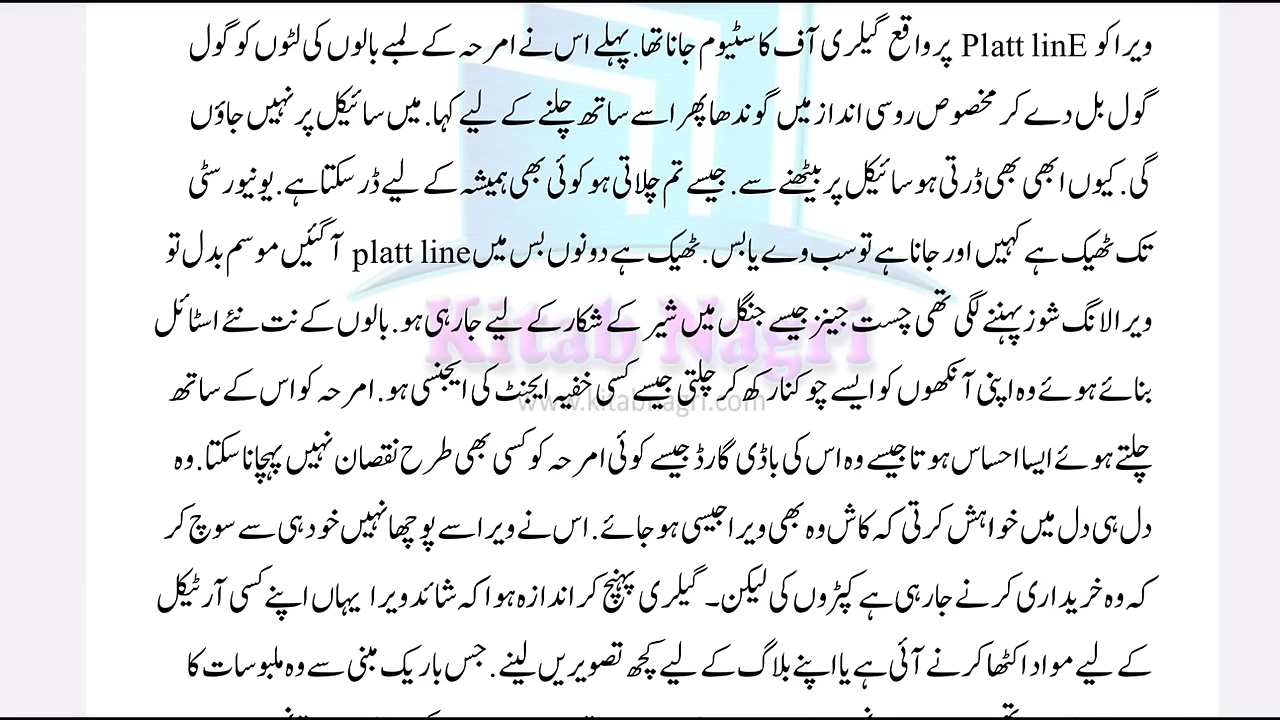 ویرا کو Platt linE پر واقع گیلری آف کاسٹیوم جانا تھا. پہلے اس نے امرحہ کے لمبے بالوں کی لٹوں کو گول
گول بل دے کر مخصوص روسی انداز میں گوندھا پھر اسے ساتھ چلنے کے لیے کہا. میں سائیکل پر نہیں جاؤں
گی. کیوں ابھی بھی ڈرتی ہو سائیکل پر بیٹھنے سے. جیسے تم چلاتی ہو کوئی بھی ہمیشہ کے لیے ڈر سکتا ہے. یونیورسٹی
تک ٹھیک ہے کہیں اور جانا ہے تو سب وے یا بس. ٹھیک ہے دونوں بس میں platt line آ گئیں موسم بدل تو
ویرا لانگ شوز پہننے لگی تھی چست جینز جیسے جنگل میں شیر کے شکار کے لیے جا رہی ہو. بالوں کے نت نئے اسٹائل
Kitab Nagri
بنائے ہوئے وہ اپنی آنکھوں کو ایسے چوکنا رکھ کر چلتی جیسے کسی خفیہ ایجنٹ کی ایجنسی ہو. امرحہ کو اس کے ساتھ
www.kitabnagri.com
چلتے ہوئے ایسا احساس ہوتا جیسے وہ اس کی باڈی گارڈ جیسے کوئی امرحہ کو کسی بھی طرح نقصان نہیں پہچانا سکتا. وہ
دل ہی دل میں خواہش کرتی کہ کاش وہ بھی ویرا جیسی ہو جائے. اس نے ویرا سے پوچھا نہیں خود ہی سے سوچ کر
کہ وہ خریداری کرنے جا رہی ہے کپڑوں کی لیکن۔ گیلری پہنچ کر اندازہ ہوا کہ شائد ویرا یہاں اپنے کسی آرٹیکل
کے لیے مواد اکٹھا کرنے آئی ہے یا اپنے بلاگ کے لیے کچھ تصویریں لینے. جس باریک بینی سے وہ ملبوسات کا